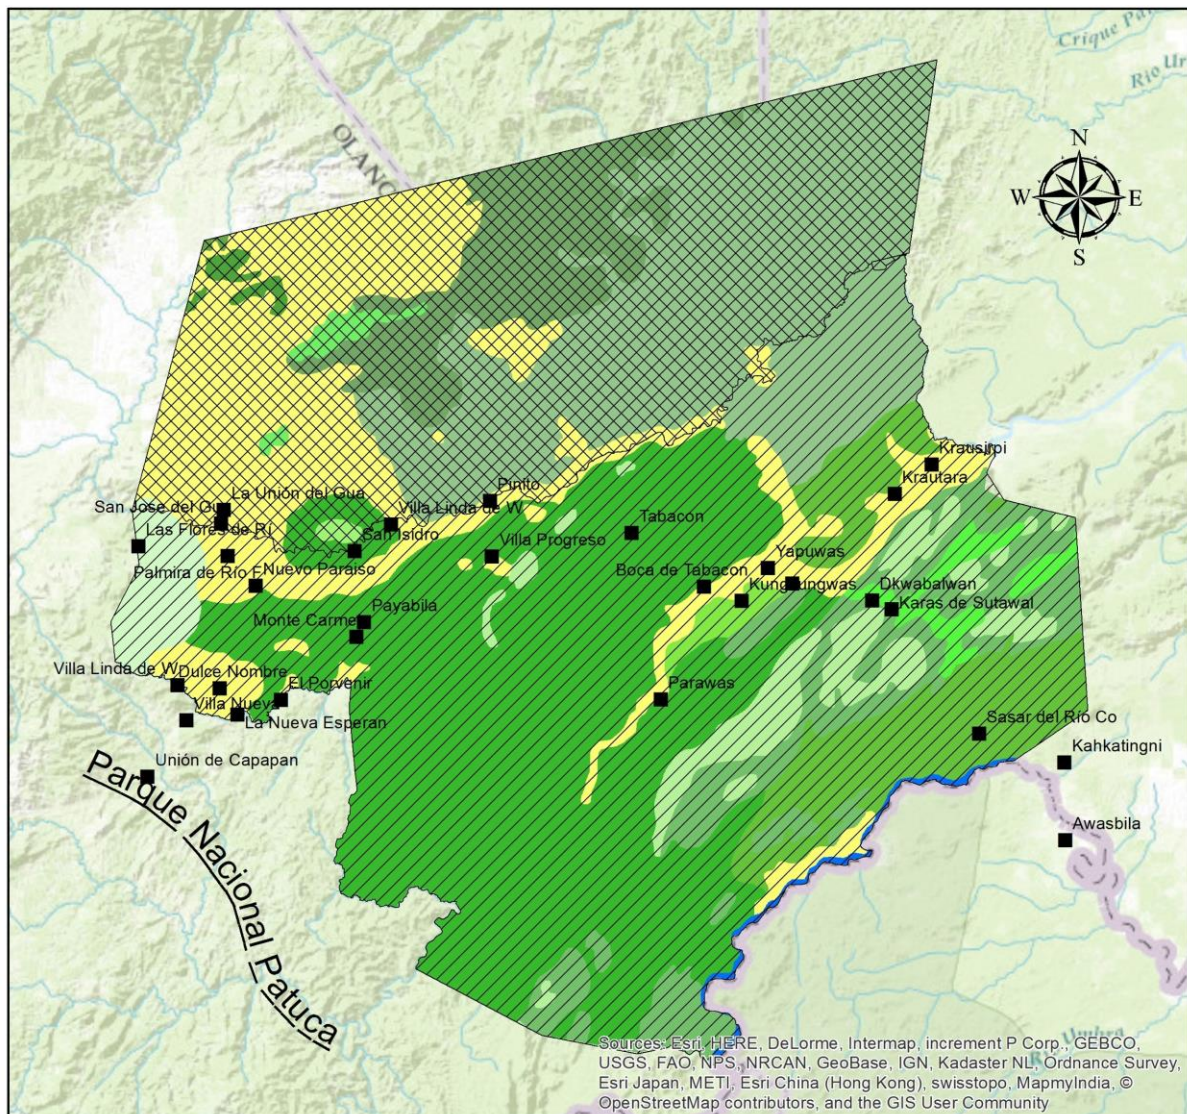 Crique Pa
Río Ur
OLANC
N
W E
S
Krausirpi
Krautara
Pinito
La Unión del Gua
San Jose del Gu
Villa Linda de W
Las Flores de Rí
San Isidro
Tabacon
Villa Progreso
Yapuwas
Palmira de Río F
Nuevo Paraiso
Boca de Tabacon
Kungkungwas
Dkwabalwan
Karas de Sutawal
Payabila
Monte Carme
Villa Linda de W
Dulce Nombre
El Porvenir
Parawas
Villa Nueva
La Nueva Esperan
Sasar del Río Co
Kahkatingni
Unión de Capapan
Awasbila
Parque Nacional Patuca
Sources: Esri, HERE, DeLorme, Intermap, increment P Corp., GEBCO,
USGS, FAO, NPS, NRCAN, GeoBase, IGN, Kadaster NL, Ordnance Survey,
Esri Japan, METI, Esri China (Hong Kong), swisstopo, MapmyIndia, ©
OpenStreetMap contributors, and the GIS User Community